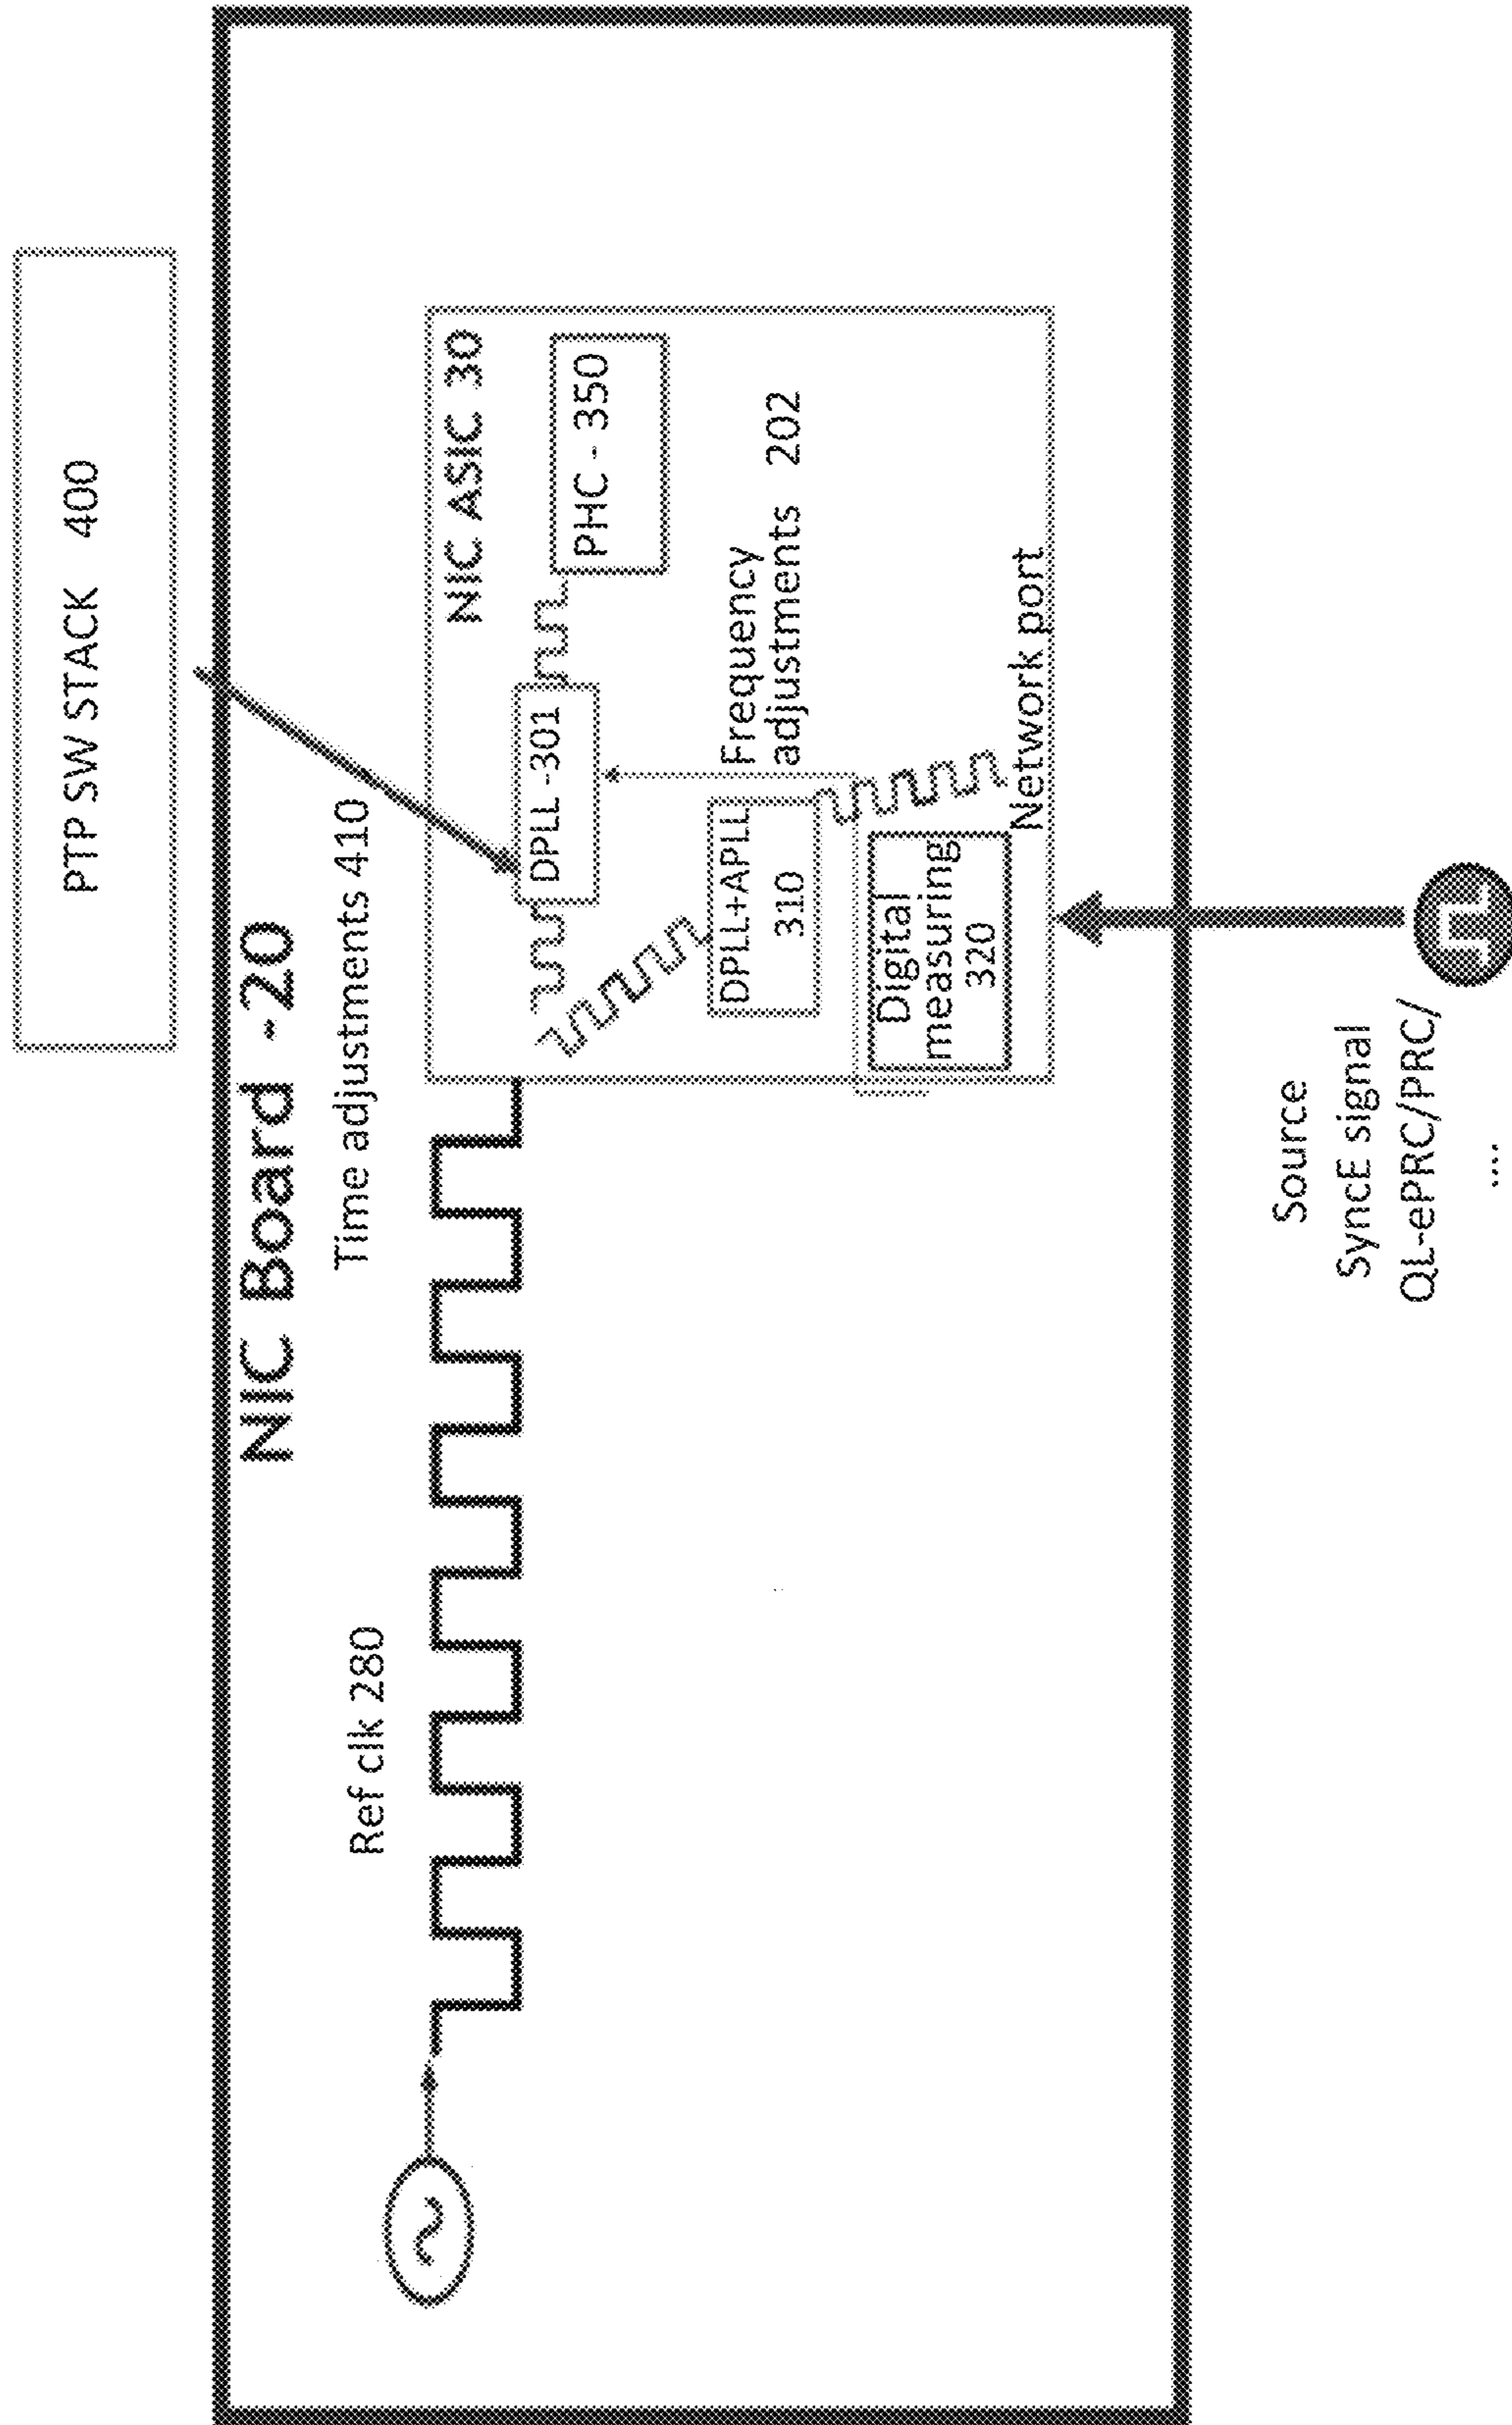 PTP SW STACK 400
NIC Board -20
Time adjustments 410
Ref clk 280
NIC ASIC 30
DPLL -301
PHC - 350
Frequency
adjustments 202
DPLL+APLL
310
Digital
measuring
320
Network port
Source
SyncE signal
QL-ePRC/PRC/
....